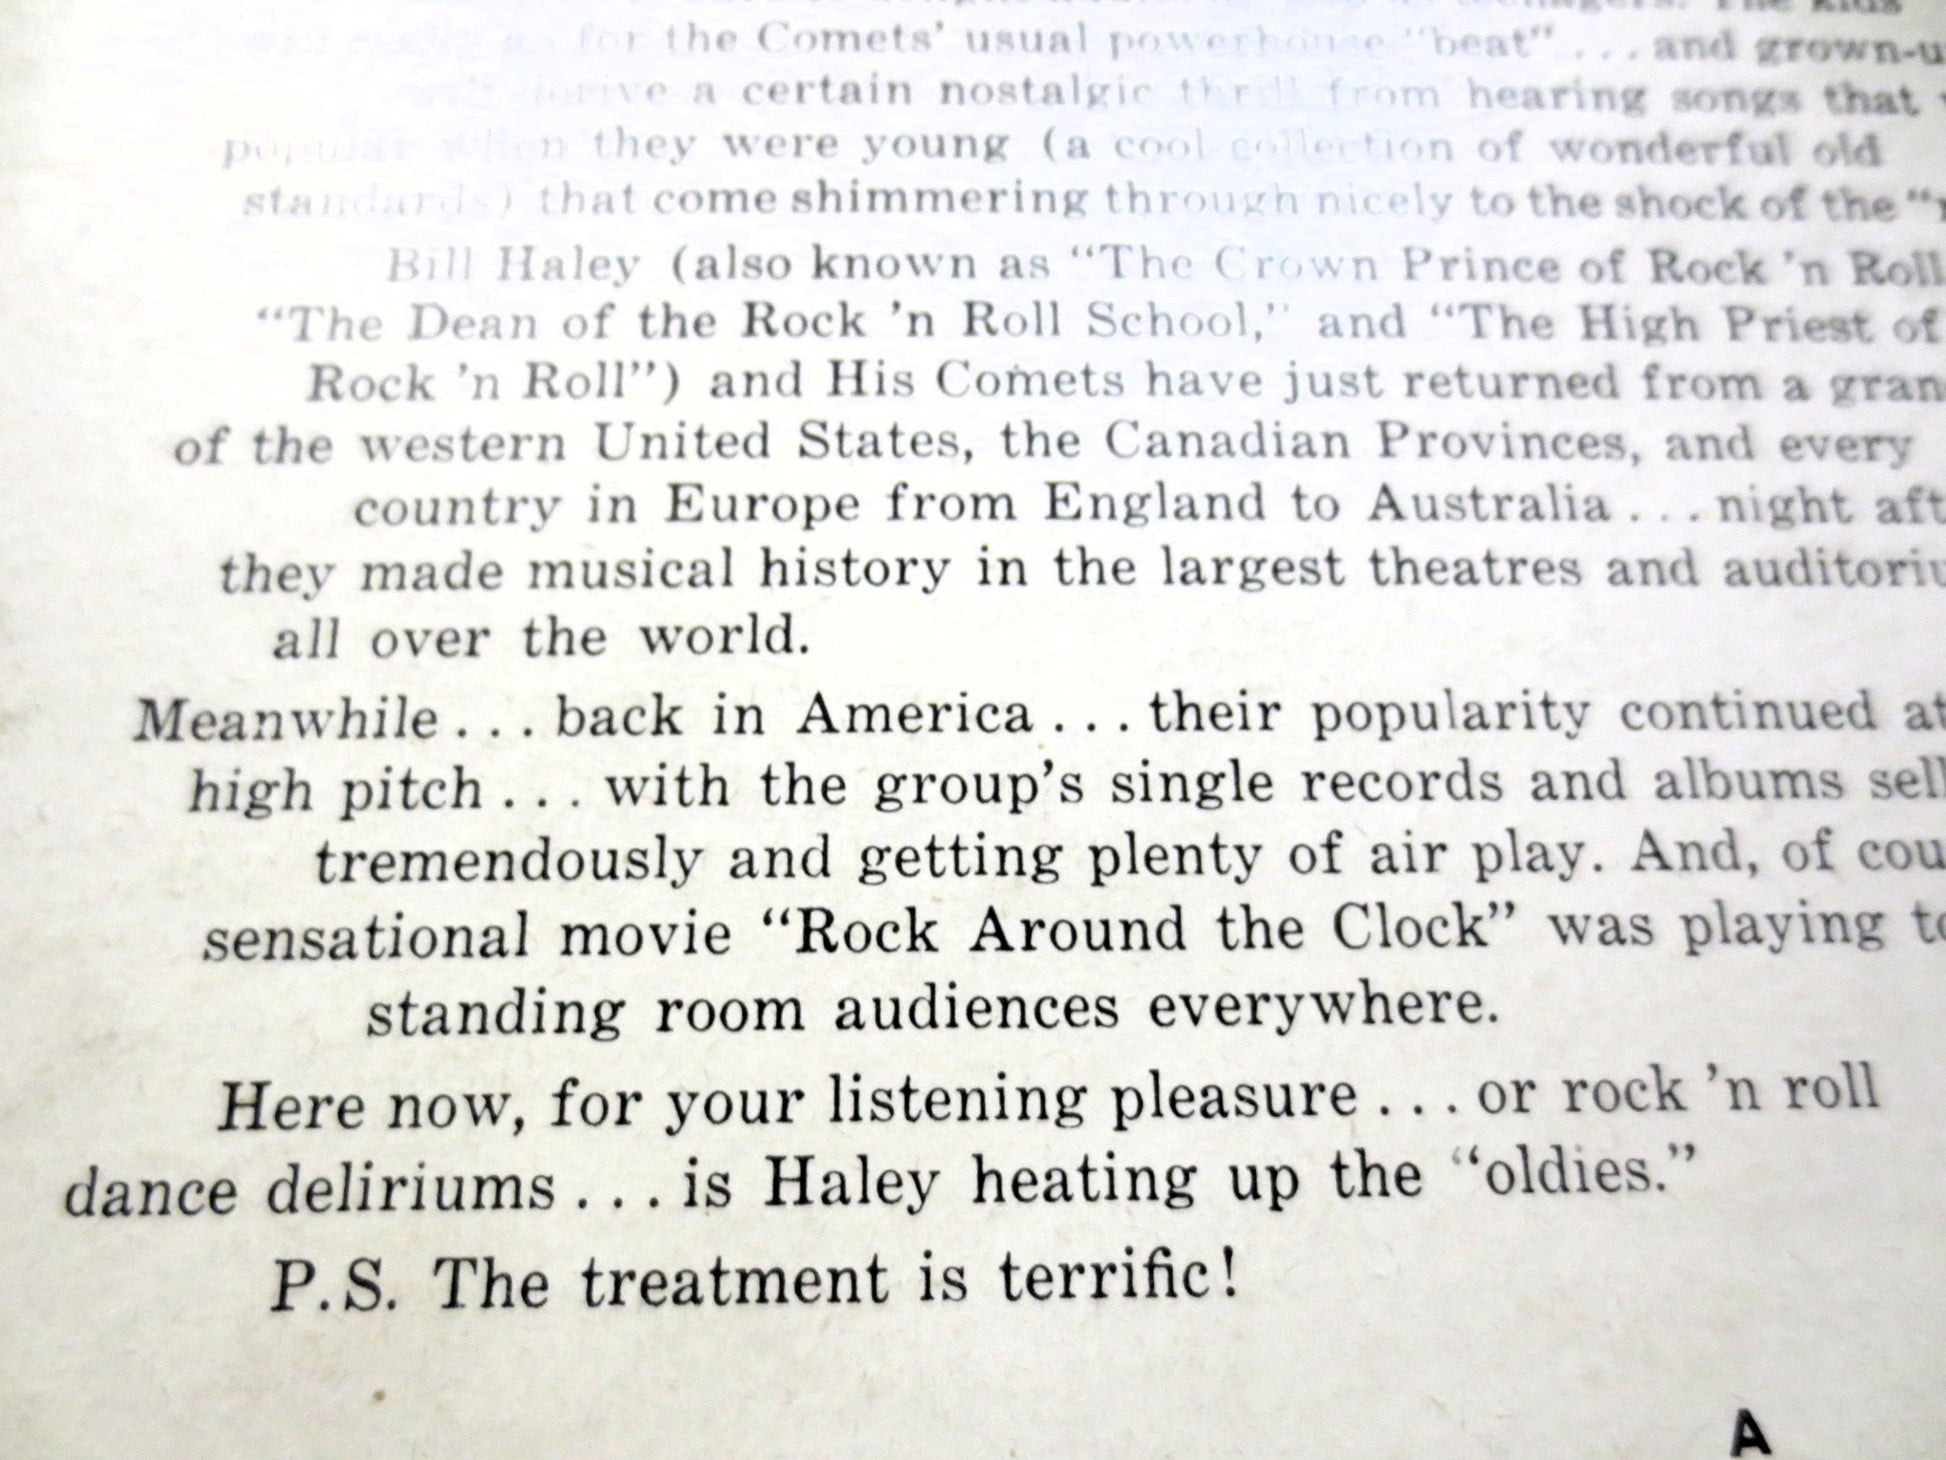 for the Comets' usual powerhouse "beat" ... and grown-u
a certain nostalgic thrill from hearing songs that
popular when they were young (a cool collection of wonderful old
standards) that come shimmering through nicely to the shock of the "r
Bill Haley (also known as "The Crown Prince of Rock 'n Roll
"The Dean of the Rock 'n Roll School," and "The High Priest of
Rock 'n Roll") and His Comets have just returned from a gran
of the western United States, the Canadian Provinces, and every
country in Europe from England to Australia ... night aft
they made musical history in the largest theatres and auditoriu
all over the world.
Meanwhile ... back in America ... their popularity continued at
high pitch ... with the group's single records and albums sell
tremendously and getting plenty of air play. And, of cou
sensational movie "Rock Around the Clock" was playing to
standing room audiences everywhere.
Here now, for your listening pleasure ... or rock 'n roll
dance deliriums ... is Haley heating up the "oldies."
P.S. The treatment is terrific!
A